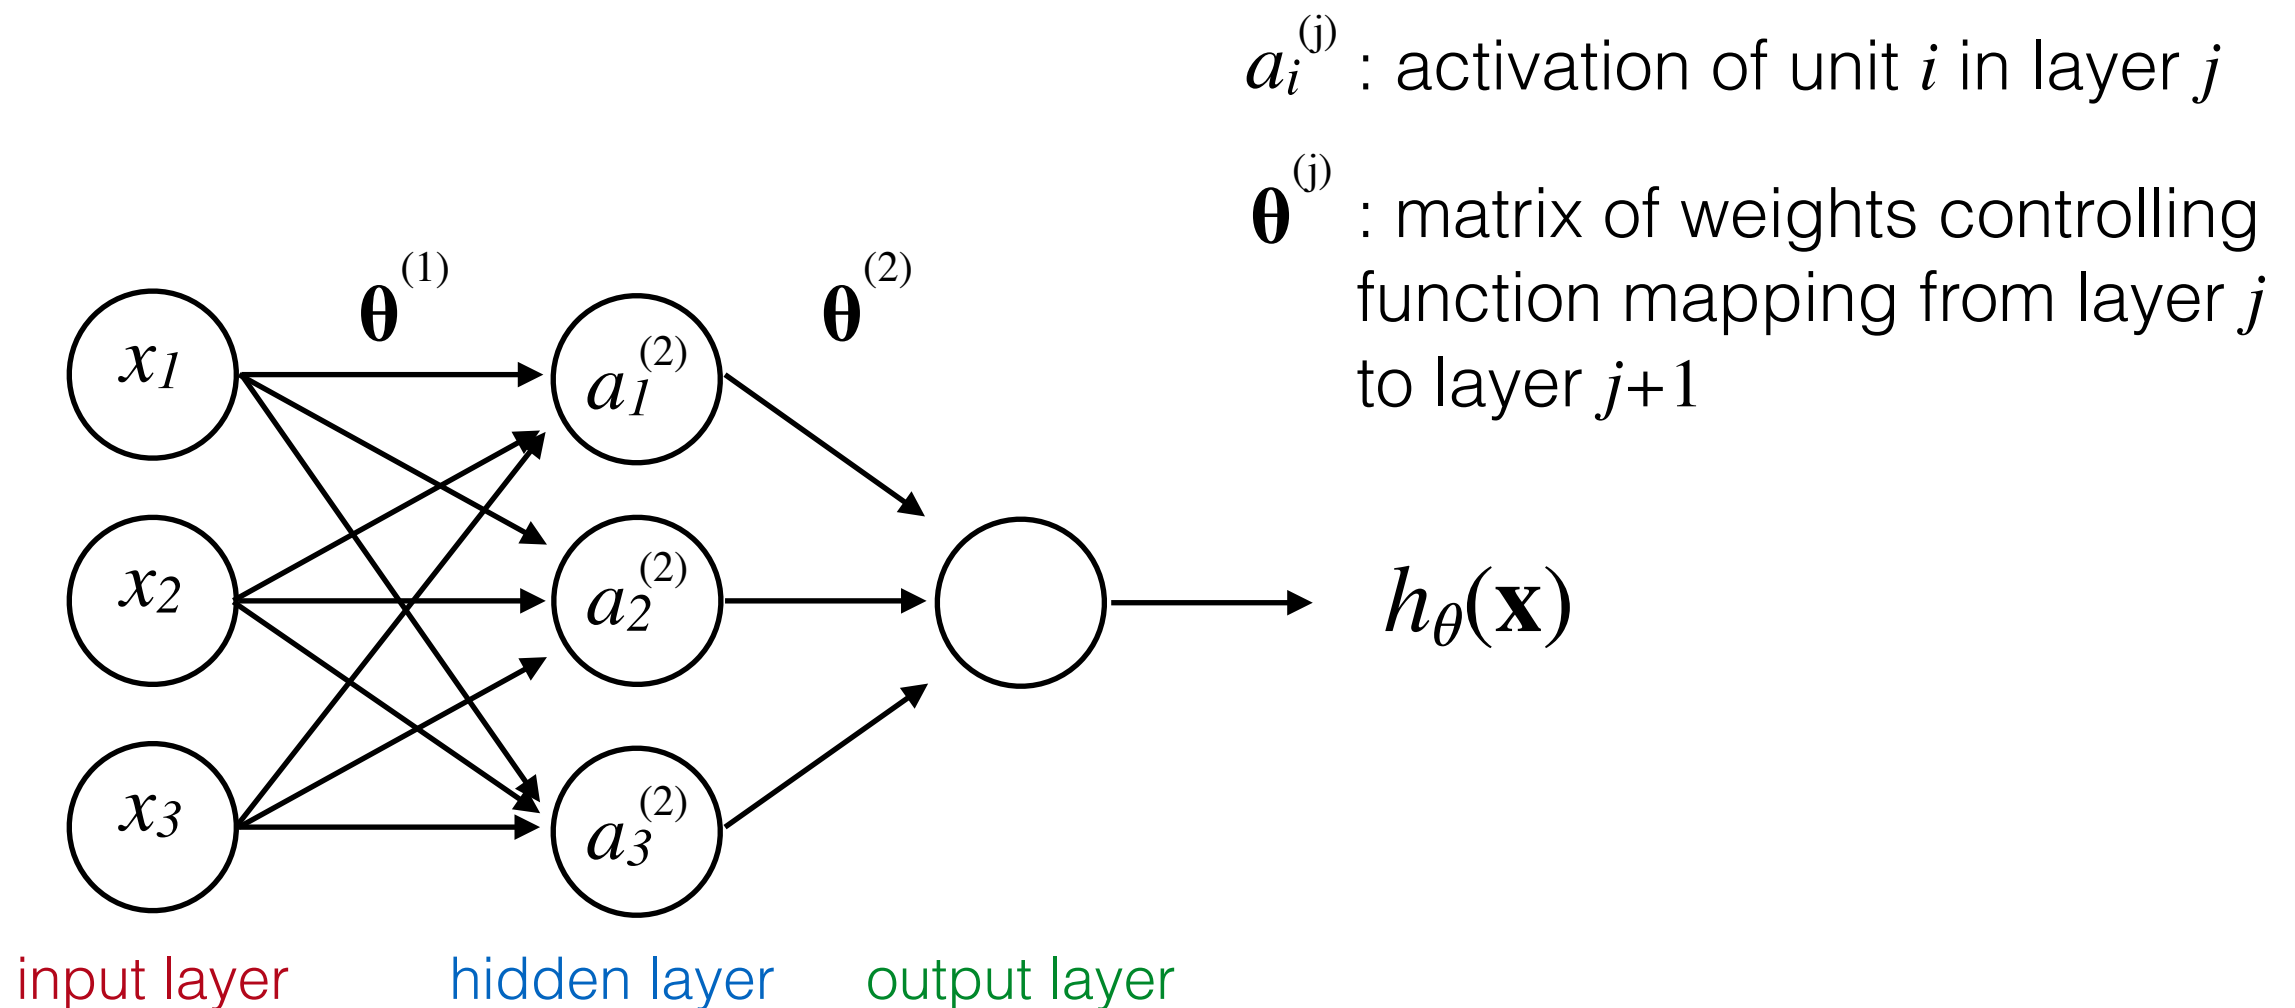 aᵢ⁽ʲ⁾ : activation of unit i in layer j
θ⁽ʲ⁾ : matrix of weights controlling
function mapping from layer j
to layer j+1
θ⁽¹⁾ θ⁽²⁾
x₁ a₁⁽²⁾
x₂ a₂⁽²⁾ h_θ(x)
x₃ a₃⁽²⁾
input layer hidden layer output layer